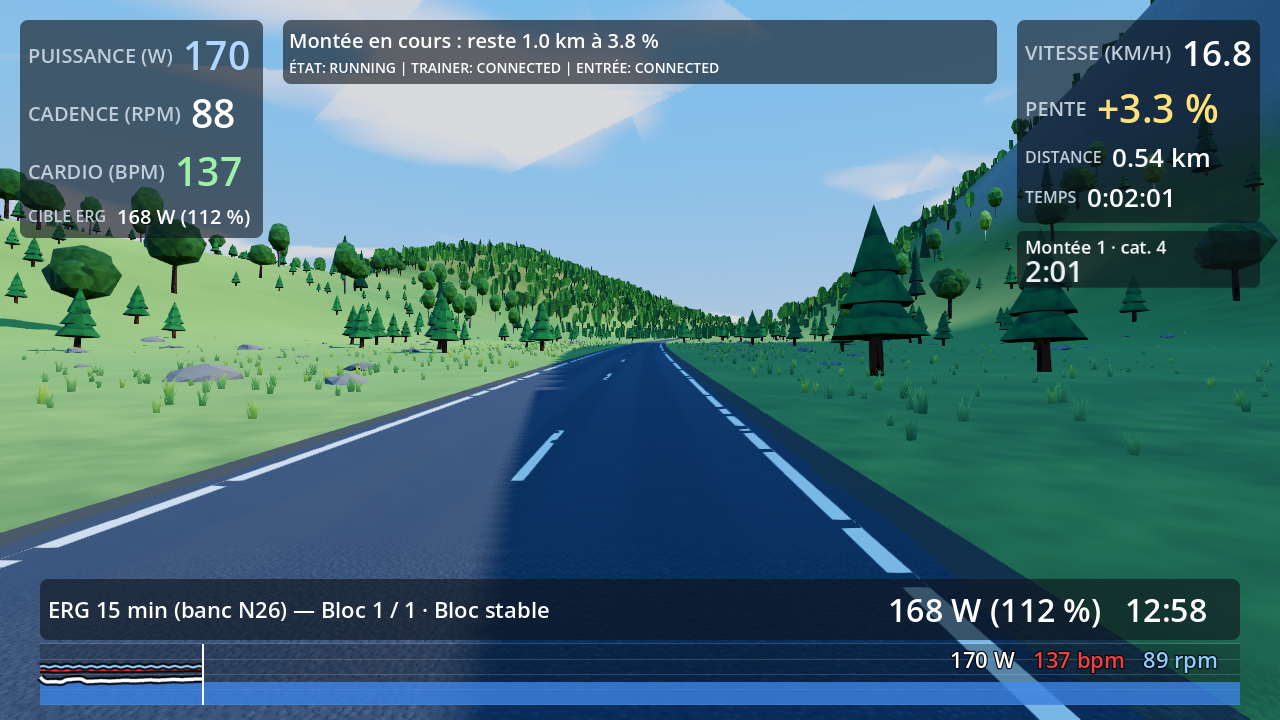 PUISSANCE (W) 170
CADENCE (RPM) 88
CARDIO (BPM) 137
CIBLE ERG 168 W (112 %)
Montée en cours : reste 1.0 km à 3.8 %
ÉTAT: RUNNING | TRAINER: CONNECTED | ENTRÉE: CONNECTED
VITESSE (KM/H) 16.8
PENTE +3.3 %
DISTANCE 0.54 km
TEMPS 0:02:01
Montée 1 · cat. 4
2:01
ERG 15 min (banc N26) — Bloc 1 / 1 · Bloc stable 168 W (112 %) 12:58
170 W 137 bpm 89 rpm